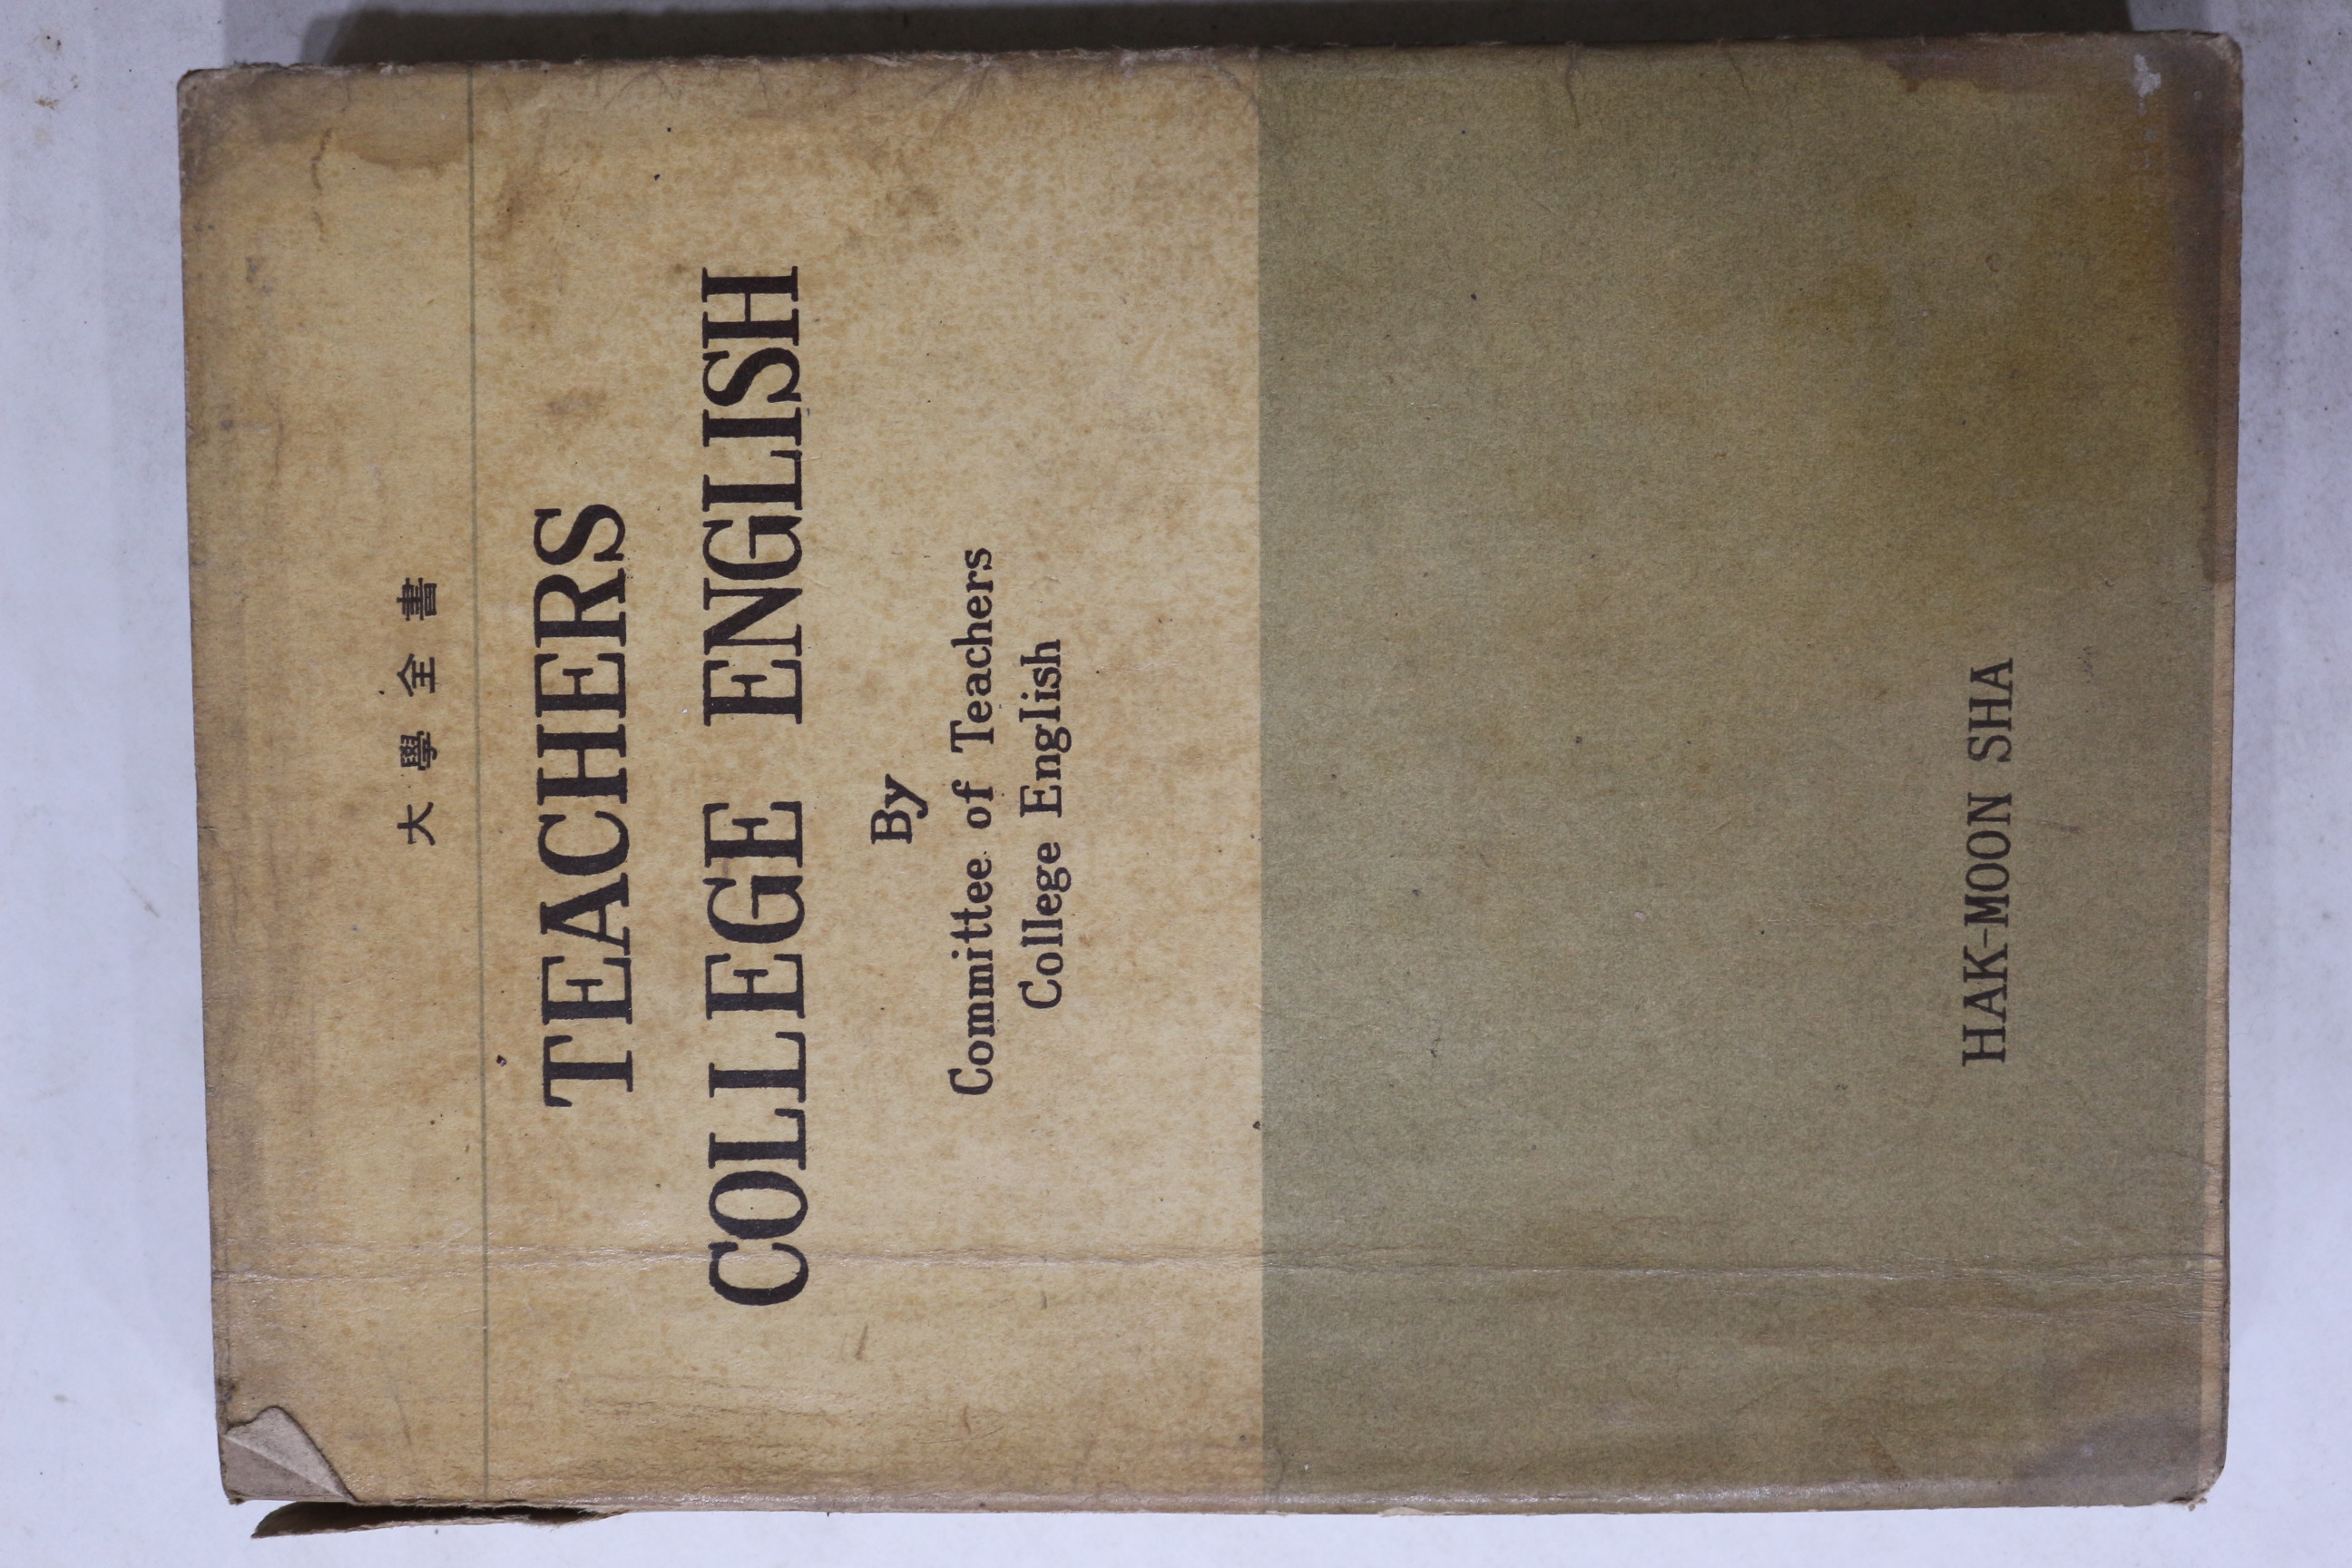 大學全書
TEACHERS
COLLEGE ENGLISH
By
Committee of Teachers
College English
HAK-MOON SHA